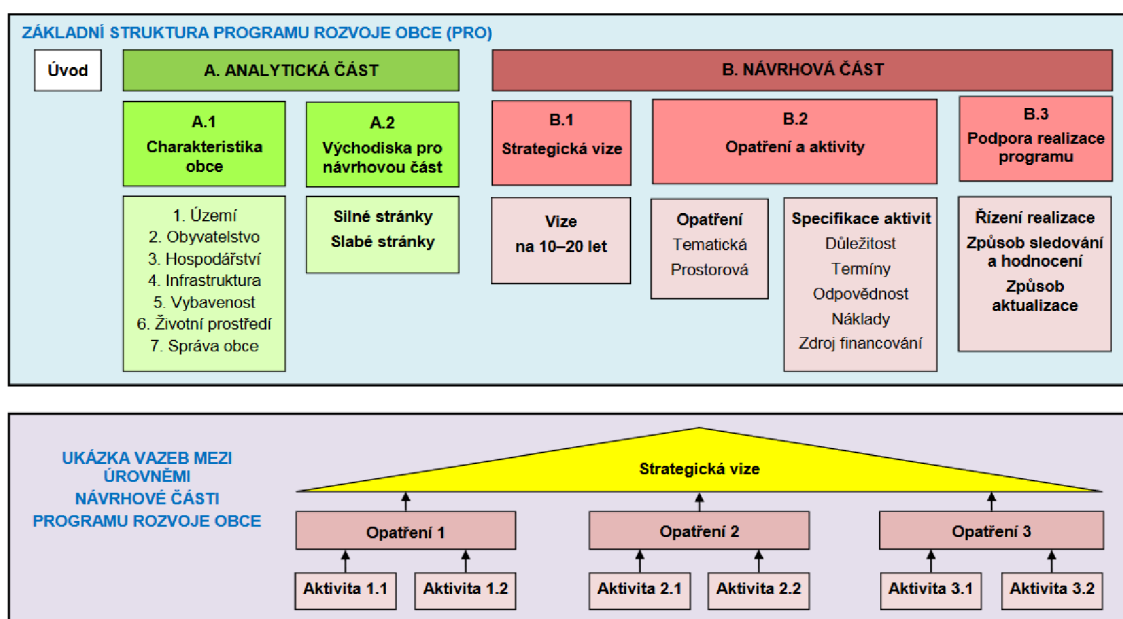 ZÁKLADNÍ STRUKTURA PROGRAMU ROZVOJE OBCE (PRO)
Úvod
A. ANALYTICKÁ ČÁST
B. NÁVRHOVÁ ČÁST
A.1
Charakteristika
obce
A.2
Východiska pro
návrhovou část
B.1
Strategická vize
B.2
Opatření a aktivity
B.3
Podpora realizace
programu
1. Území
2. Obyvatelstvo
3. Hospodářství
4. Infrastruktura
5. Vybavenost
6. Životní prostředí
7. Správa obce
Silné stránky
Slabé stránky
Vize
na 10–20 let
Opatření
Tematická
Prostorová
Specifikace aktivit
Důležitost
Termíny
Odpovědnost
Náklady
Zdroj financování
Řízení realizace
Způsob sledování
a hodnocení
Způsob
aktualizace
UKÁZKA VAZEB MEZI
ÚROVNĚMI
NÁVRHOVÉ ČÁSTI
PROGRAMU ROZVOJE OBCE
Strategická vize
Opatření 1
Opatření 2
Opatření 3
Aktivita 1.1
Aktivita 1.2
Aktivita 2.1
Aktivita 2.2
Aktivita 3.1
Aktivita 3.2